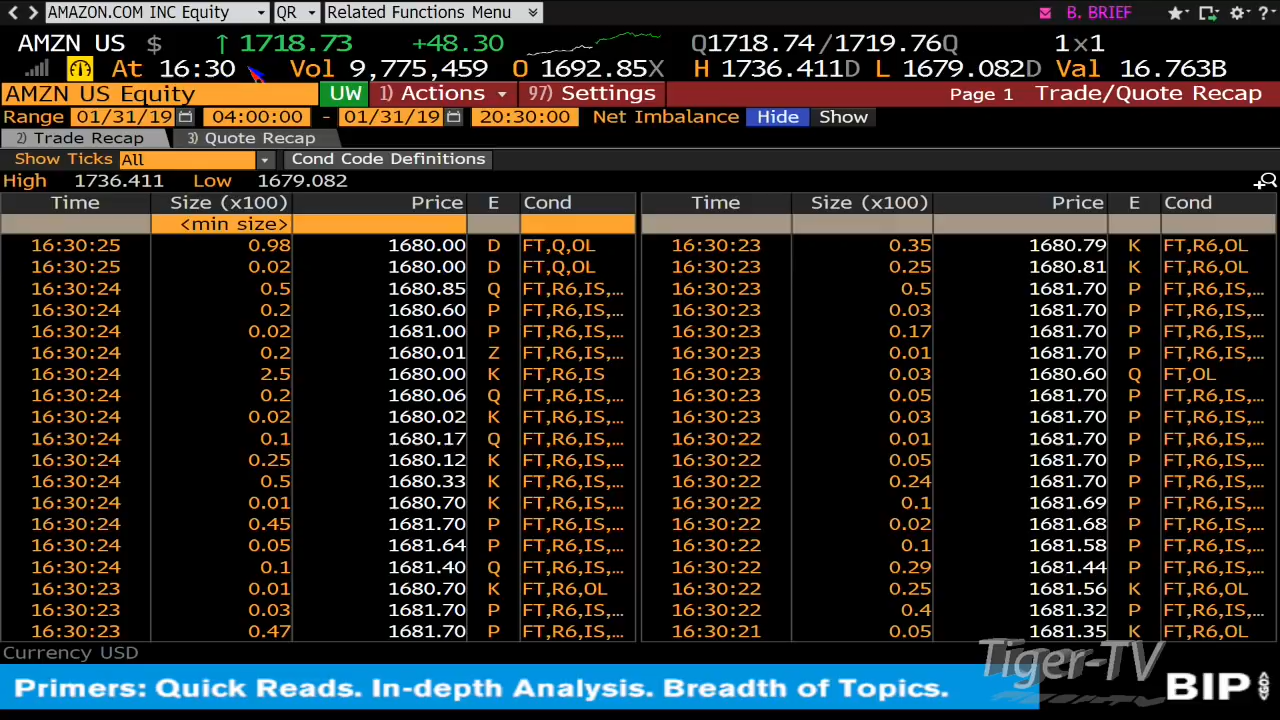 AMAZON.COM INC Equity QR Related Functions Menu B. BRIEF
AMZN US $ ↑ 1718.73 +48.30 Q1718.74/1719.76Q 1x1
At 16:30 Vol 9,775,459 O 1692.85X H 1736.411D L 1679.082D Val 16.763B
AMZN US Equity UW 1) Actions 97) Settings Page 1 Trade/Quote Recap
Range 01/31/19 04:00:00 - 01/31/19 20:30:00 Net Imbalance Hide Show
2) Trade Recap 3) Quote Recap
Show Ticks All Cond Code Definitions
High 1736.411 Low 1679.082
Time Size (x100) Price E Cond Time Size (x100) Price E Cond
<min size>
16:30:25 0.98 1680.00 D FT,Q,OL 16:30:23 0.35 1680.79 K FT,R6,OL
16:30:25 0.02 1680.00 D FT,Q,OL 16:30:23 0.25 1680.81 K FT,R6,OL
16:30:24 0.5 1680.85 Q FT,R6,IS,... 16:30:23 0.5 1681.70 P FT,R6,IS,...
16:30:24 0.2 1680.60 P FT,R6,IS,... 16:30:23 0.03 1681.70 P FT,R6,IS,...
16:30:24 0.02 1681.00 P FT,R6,IS,... 16:30:23 0.17 1681.70 P FT,R6,IS,...
16:30:24 0.2 1680.01 Z FT,R6,IS,... 16:30:23 0.01 1681.70 P FT,R6,IS,...
16:30:24 2.5 1680.00 K FT,R6,IS 16:30:23 0.03 1680.60 Q FT,OL
16:30:24 0.2 1680.06 Q FT,R6,IS,... 16:30:23 0.05 1681.70 P FT,R6,IS,...
16:30:24 0.02 1680.02 K FT,R6,IS,... 16:30:23 0.03 1681.70 P FT,R6,IS,...
16:30:24 0.1 1680.17 Q FT,R6,IS,... 16:30:22 0.01 1681.70 P FT,R6,IS,...
16:30:24 0.25 1680.12 K FT,R6,IS,... 16:30:22 0.05 1681.70 P FT,R6,IS,...
16:30:24 0.5 1680.33 K FT,R6,IS,... 16:30:22 0.24 1681.70 P FT,R6,IS,...
16:30:24 0.01 1680.70 K FT,R6,IS,... 16:30:22 0.1 1681.69 P FT,R6,IS,...
16:30:24 0.45 1681.70 P FT,R6,IS,... 16:30:22 0.02 1681.68 P FT,R6,IS,...
16:30:24 0.05 1681.64 P FT,R6,IS,... 16:30:22 0.1 1681.58 P FT,R6,IS,...
16:30:24 0.1 1681.40 Q FT,R6,IS,... 16:30:22 0.29 1681.44 P FT,R6,IS,...
16:30:23 0.01 1680.70 K FT,R6,OL 16:30:22 0.25 1681.56 K FT,R6,OL
16:30:23 0.03 1681.70 P FT,R6,IS,... 16:30:22 0.4 1681.32 P FT,R6,IS,...
16:30:23 0.47 1681.70 P FT,R6,IS,... 16:30:21 0.05 1681.35 K FT,R6,OL
Currency USD
Tiger-TV
Primers: Quick Reads. In-depth Analysis. Breadth of Topics. BIP GO